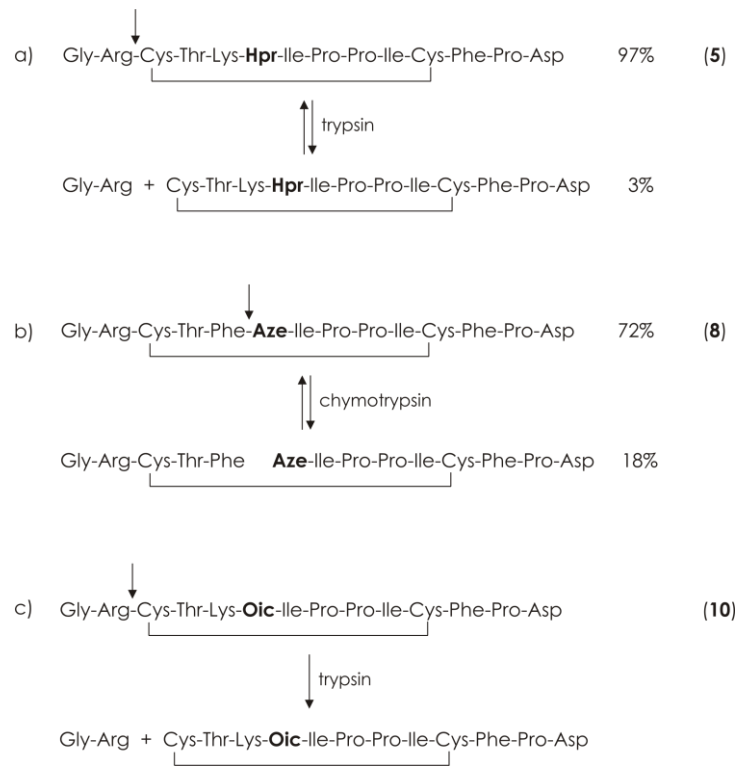 a) Gly-Arg-Cys-Thr-Lys-Hpr-Ile-Pro-Pro-Ile-Cys-Phe-Pro-Asp 97% (5)
trypsin
Gly-Arg + Cys-Thr-Lys-Hpr-Ile-Pro-Pro-Ile-Cys-Phe-Pro-Asp 3%
b) Gly-Arg-Cys-Thr-Phe-Aze-Ile-Pro-Pro-Ile-Cys-Phe-Pro-Asp 72% (8)
chymotrypsin
Gly-Arg-Cys-Thr-Phe Aze-Ile-Pro-Pro-Ile-Cys-Phe-Pro-Asp 18%
c) Gly-Arg-Cys-Thr-Lys-Oic-Ile-Pro-Pro-Ile-Cys-Phe-Pro-Asp (10)
trypsin
Gly-Arg + Cys-Thr-Lys-Oic-Ile-Pro-Pro-Ile-Cys-Phe-Pro-Asp